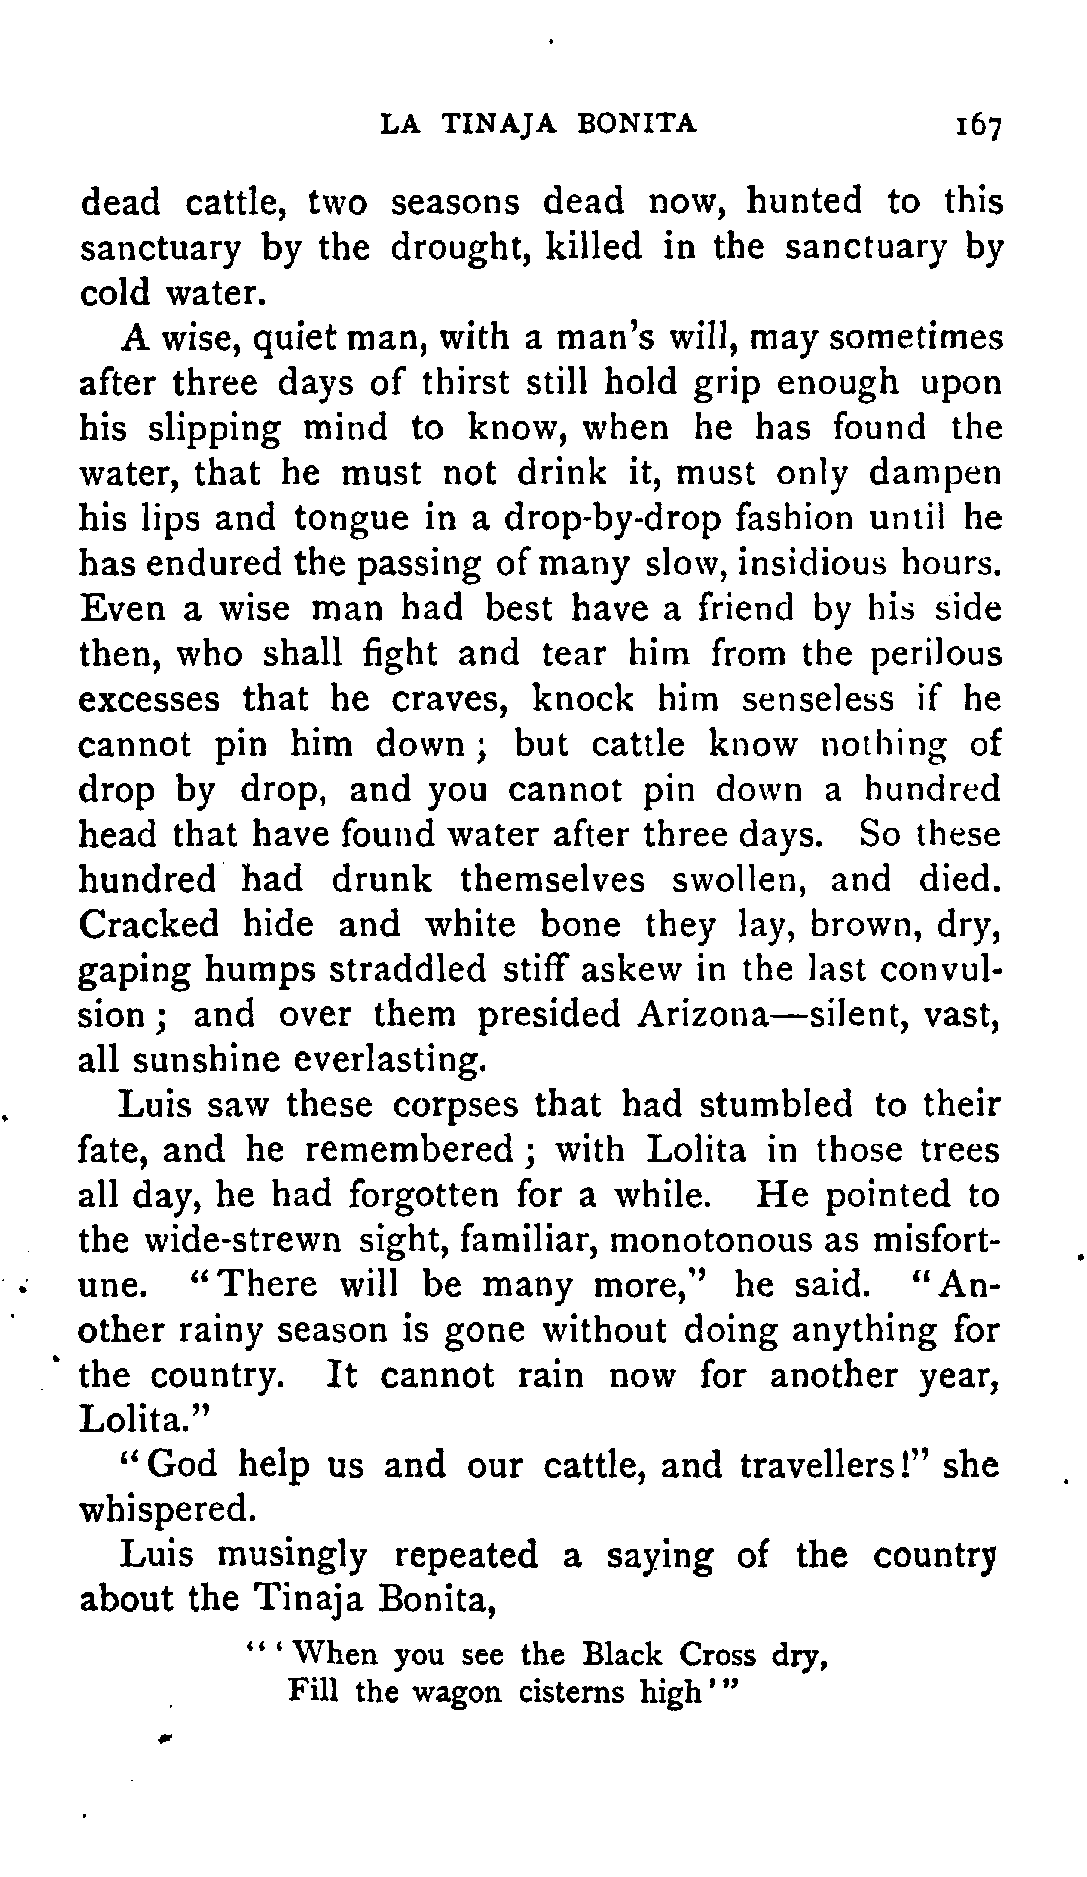 LA TINAJA BONITA 167
dead cattle, two seasons dead now, hunted to this
sanctuary by the drought, killed in the sanctuary by
cold water.
A wise, quiet man, with a man's will, may sometimes
after three days of thirst still hold grip enough upon
his slipping mind to know, when he has found the
water, that he must not drink it, must only dampen
his lips and tongue in a drop-by-drop fashion until he
has endured the passing of many slow, insidious hours.
Even a wise man had best have a friend by his side
then, who shall fight and tear him from the perilous
excesses that he craves, knock him senseless if he
cannot pin him down ; but cattle know nothing of
drop by drop, and you cannot pin down a hundred
head that have found water after three days. So these
hundred had drunk themselves swollen, and died.
Cracked hide and white bone they lay, brown, dry,
gaping humps straddled stiff askew in the last convul-
sion ; and over them presided Arizona—silent, vast,
all sunshine everlasting.
Luis saw these corpses that had stumbled to their
fate, and he remembered ; with Lolita in those trees
all day, he had forgotten for a while. He pointed to
the wide-strewn sight, familiar, monotonous as misfort-
une. "There will be many more," he said. "An-
other rainy season is gone without doing anything for
the country. It cannot rain now for another year,
Lolita."
"God help us and our cattle, and travellers!" she
whispered.
Luis musingly repeated a saying of the country
about the Tinaja Bonita,
"'When you see the Black Cross dry,
Fill the wagon cisterns high'"